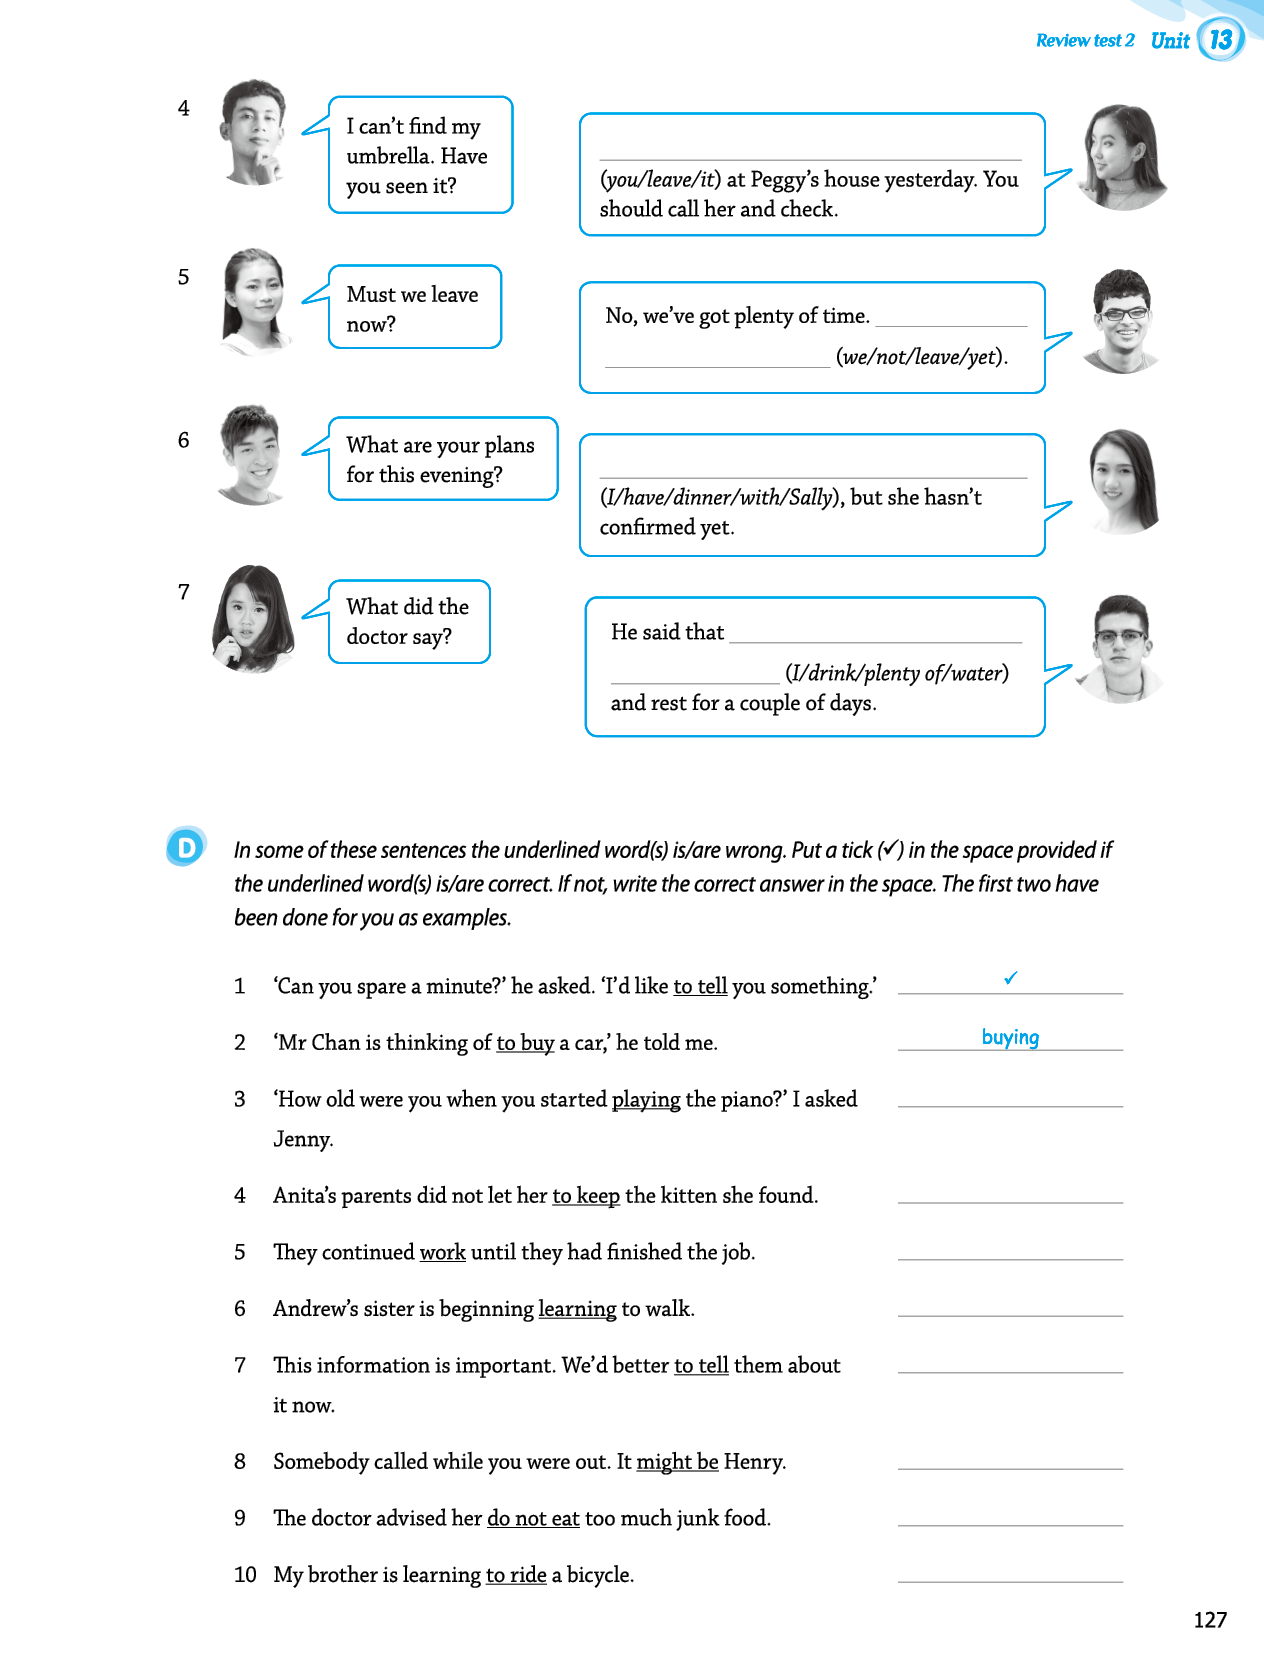 Review test 2 Unit 13
4
I can’t find my
umbrella. Have
you seen it?
(you/leave/it) at Peggy’s house yesterday. You
should call her and check.
5
Must we leave
now?
No, we’ve got plenty of time.
(we/not/leave/yet).
6
What are your plans
for this evening?
(I/have/dinner/with/Sally), but she hasn’t
confirmed yet.
7
What did the
doctor say?
He said that
(I/drink/plenty of/water)
and rest for a couple of days.
D
In some of these sentences the underlined word(s) is/are wrong. Put a tick (✓) in the space provided if
the underlined word(s) is/are correct. If not, write the correct answer in the space. The first two have
been done for you as examples.
1 ‘Can you spare a minute?’ he asked. ‘I’d like to tell you something.’ ✓
2 ‘Mr Chan is thinking of to buy a car,’ he told me. buying
3 ‘How old were you when you started playing the piano?’ I asked
Jenny.
4 Anita’s parents did not let her to keep the kitten she found.
5 They continued work until they had finished the job.
6 Andrew’s sister is beginning learning to walk.
7 This information is important. We’d better to tell them about
it now.
8 Somebody called while you were out. It might be Henry.
9 The doctor advised her do not eat too much junk food.
10 My brother is learning to ride a bicycle.
127